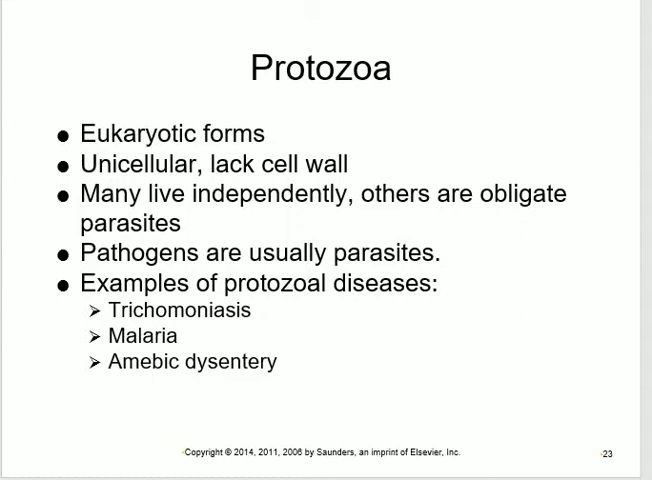 Protozoa
● Eukaryotic forms
● Unicellular, lack cell wall
● Many live independently, others are obligate
parasites
● Pathogens are usually parasites.
● Examples of protozoal diseases:
➢ Trichomoniasis
➢ Malaria
➢ Amebic dysentery
Copyright © 2014, 2011, 2006 by Saunders, an imprint of Elsevier, Inc.
23